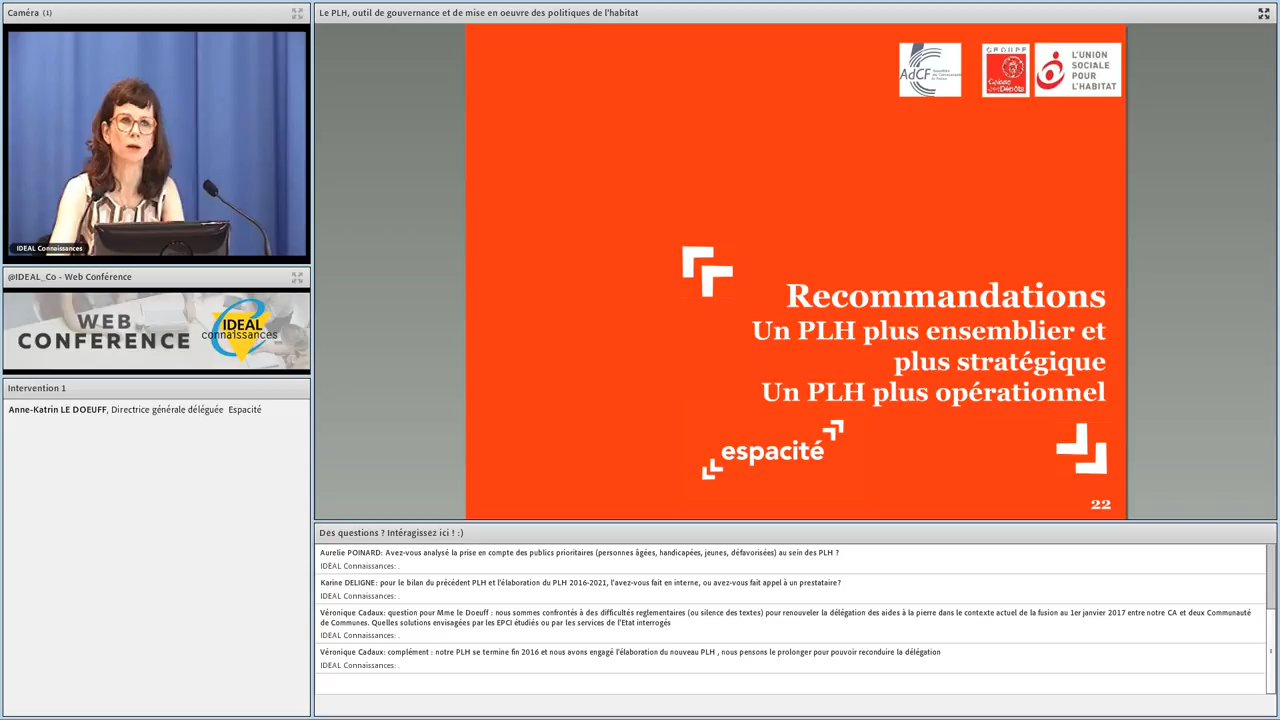 Caméra (1)
IDEAL Connaissances
@IDEAL_Co - Web Conférence
WEB
CONFERENCE
IDEAL
connaissances
Intervention 1
Anne-Katrin LE DOEUFF, Directrice générale déléguée Espacité
Le PLH, outil de gouvernance et de mise en oeuvre des politiques de l'habitat
AdCF
GROUPE
L'UNION
SOCIALE
POUR
L'HABITAT
Recommandations
Un PLH plus ensemblier et
plus stratégique
Un PLH plus opérationnel
espacité
22
Des questions ? Intéragissez ici ! :)
Aurelie POINARD: Avez-vous analysé la prise en compte des publics prioritaires (personnes âgées, handicapées, jeunes, défavorisées) au sein des PLH ?
IDEAL Connaissances: .
Karine DELIGNE: pour le bilan du précédent PLH et l'élaboration du PLH 2016-2021, l'avez-vous fait en interne, ou avez-vous fait appel à un prestataire?
IDEAL Connaissances: .
Véronique Cadaux: question pour Mme le Doeuff : nous sommes confrontés à des difficultés reglementaires (ou silence des textes) pour renouveler la délégation des aides à la pierre dans le contexte actuel de la fusion au 1er janvier 2017 entre notre CA et deux Communauté
de Communes. Quelles solutions envisagées par les EPCI étudiés ou par les services de l'Etat interrogés
IDEAL Connaissances: .
Véronique Cadaux: complément : notre PLH se termine fin 2016 et nous avons engagé l'élaboration du nouveau PLH , nous pensons le prolonger pour pouvoir reconduire la délégation
IDEAL Connaissances: .